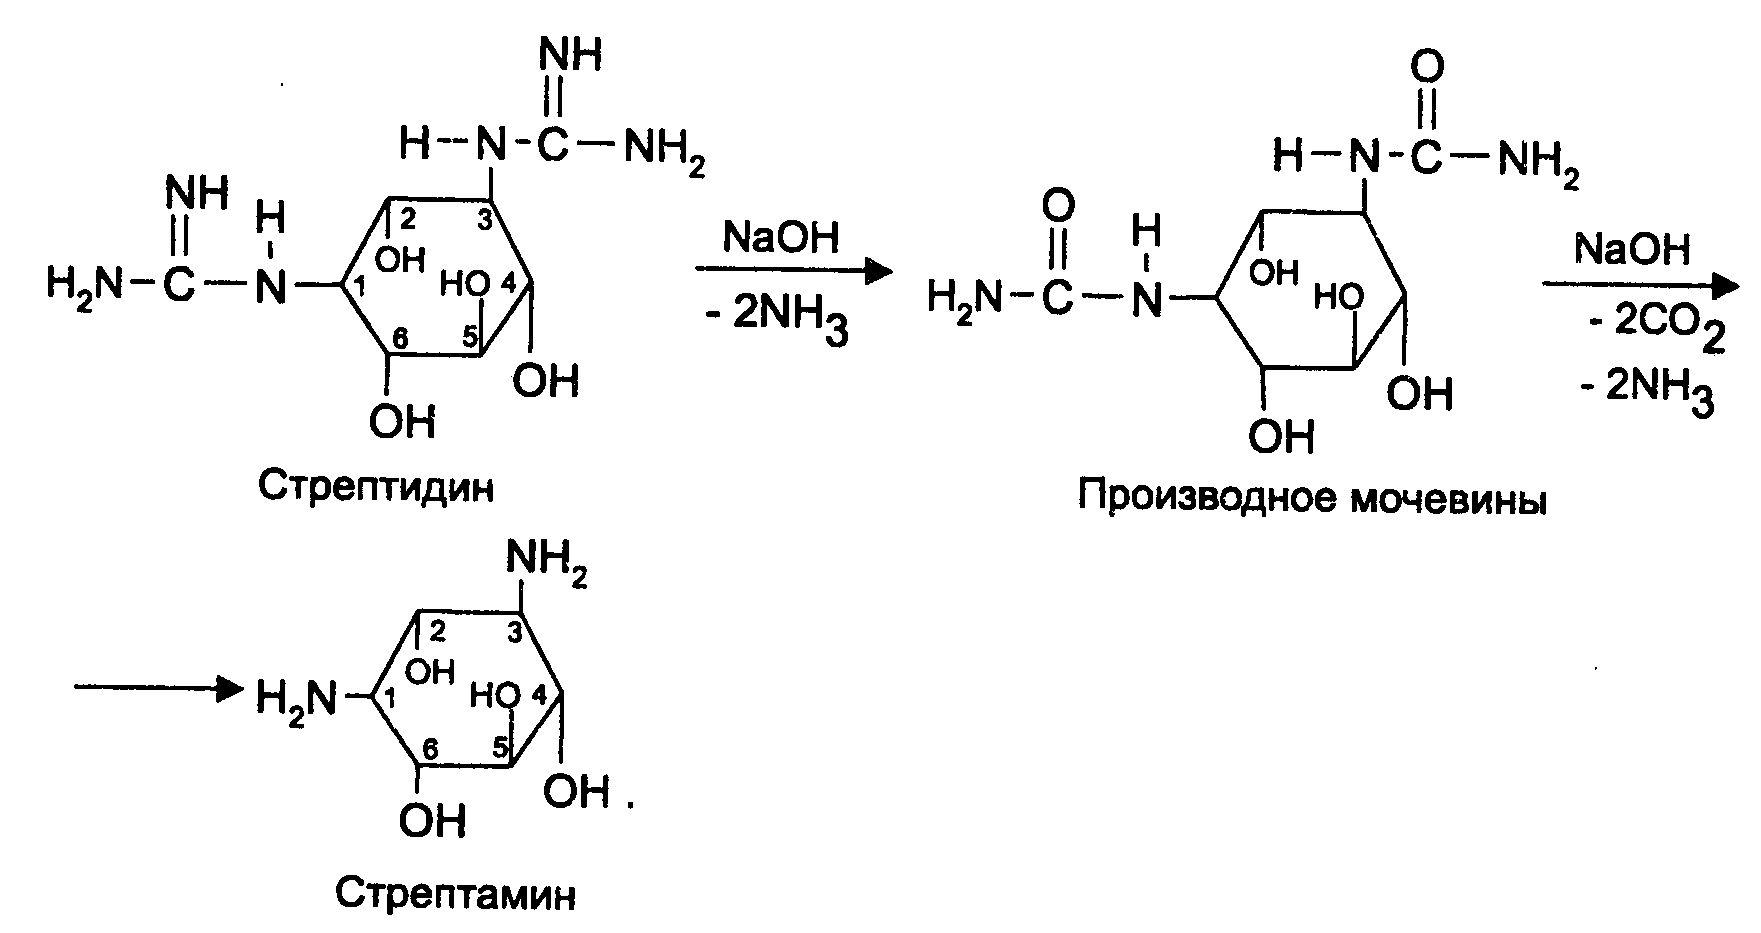 NH
H--N-C-NH2
NH
H
H2N-C-N
1
2
3
4
5
6
OH
HO
OH
OH
Стрептидин
NaOH
- 2NH3
O
H-N-C-NH2
O
H
H2N-C-N
OH
HO
OH
OH
Производное мочевины
NaOH
- 2CO2
- 2NH3
NH2
H2N
1
2
3
4
5
6
OH
HO
OH .
OH
Стрептамин